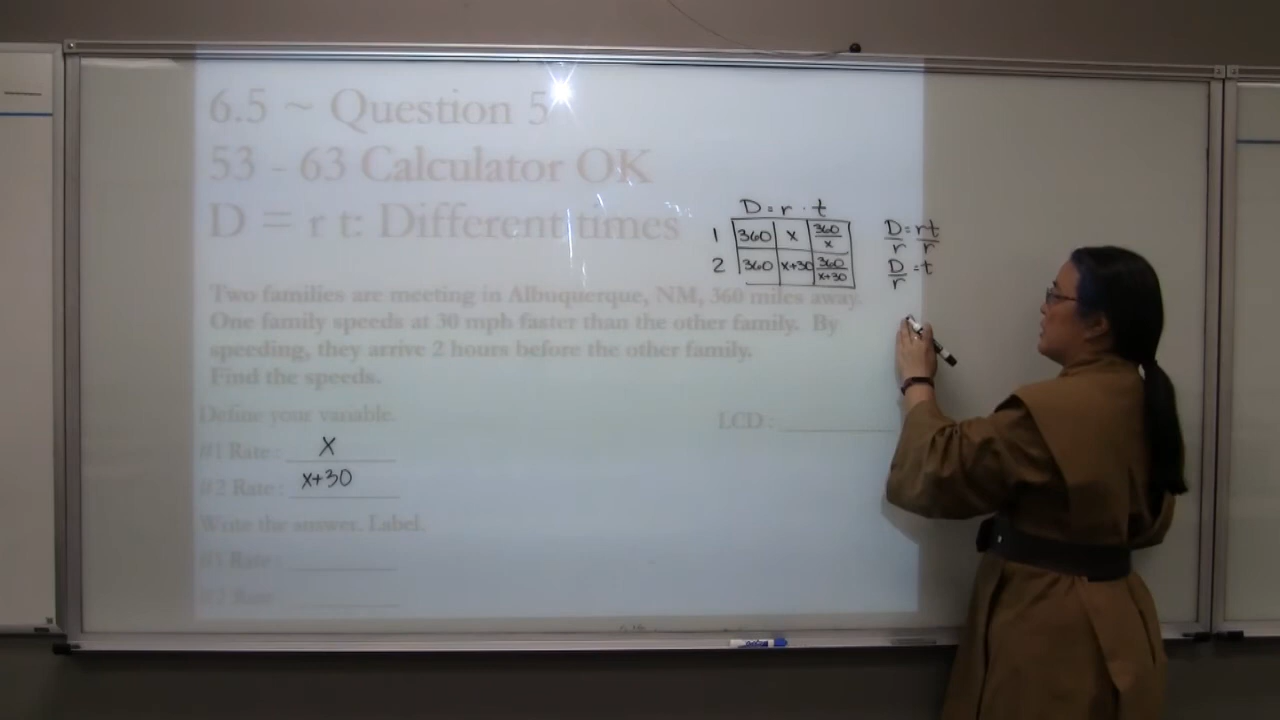 6.5 ~ Question 5
53 - 63 Calculator OK
D = r t: Different times
D = r · t
1 360 x 360/x
2 360 x+30 360/x+30
D/r = rt/r
D/r = t
Two families are meeting in Albuquerque, NM, 360 miles away.
One family speeds at 30 mph faster than the other family. By
speeding, they arrive 2 hours before the other family.
Find the speeds.
Define your variable.
LCD : ____________
#1 Rate : x
#2 Rate : x+30
Write the answer. Label.
#1 Rate : ____________
#2 Rate : ____________